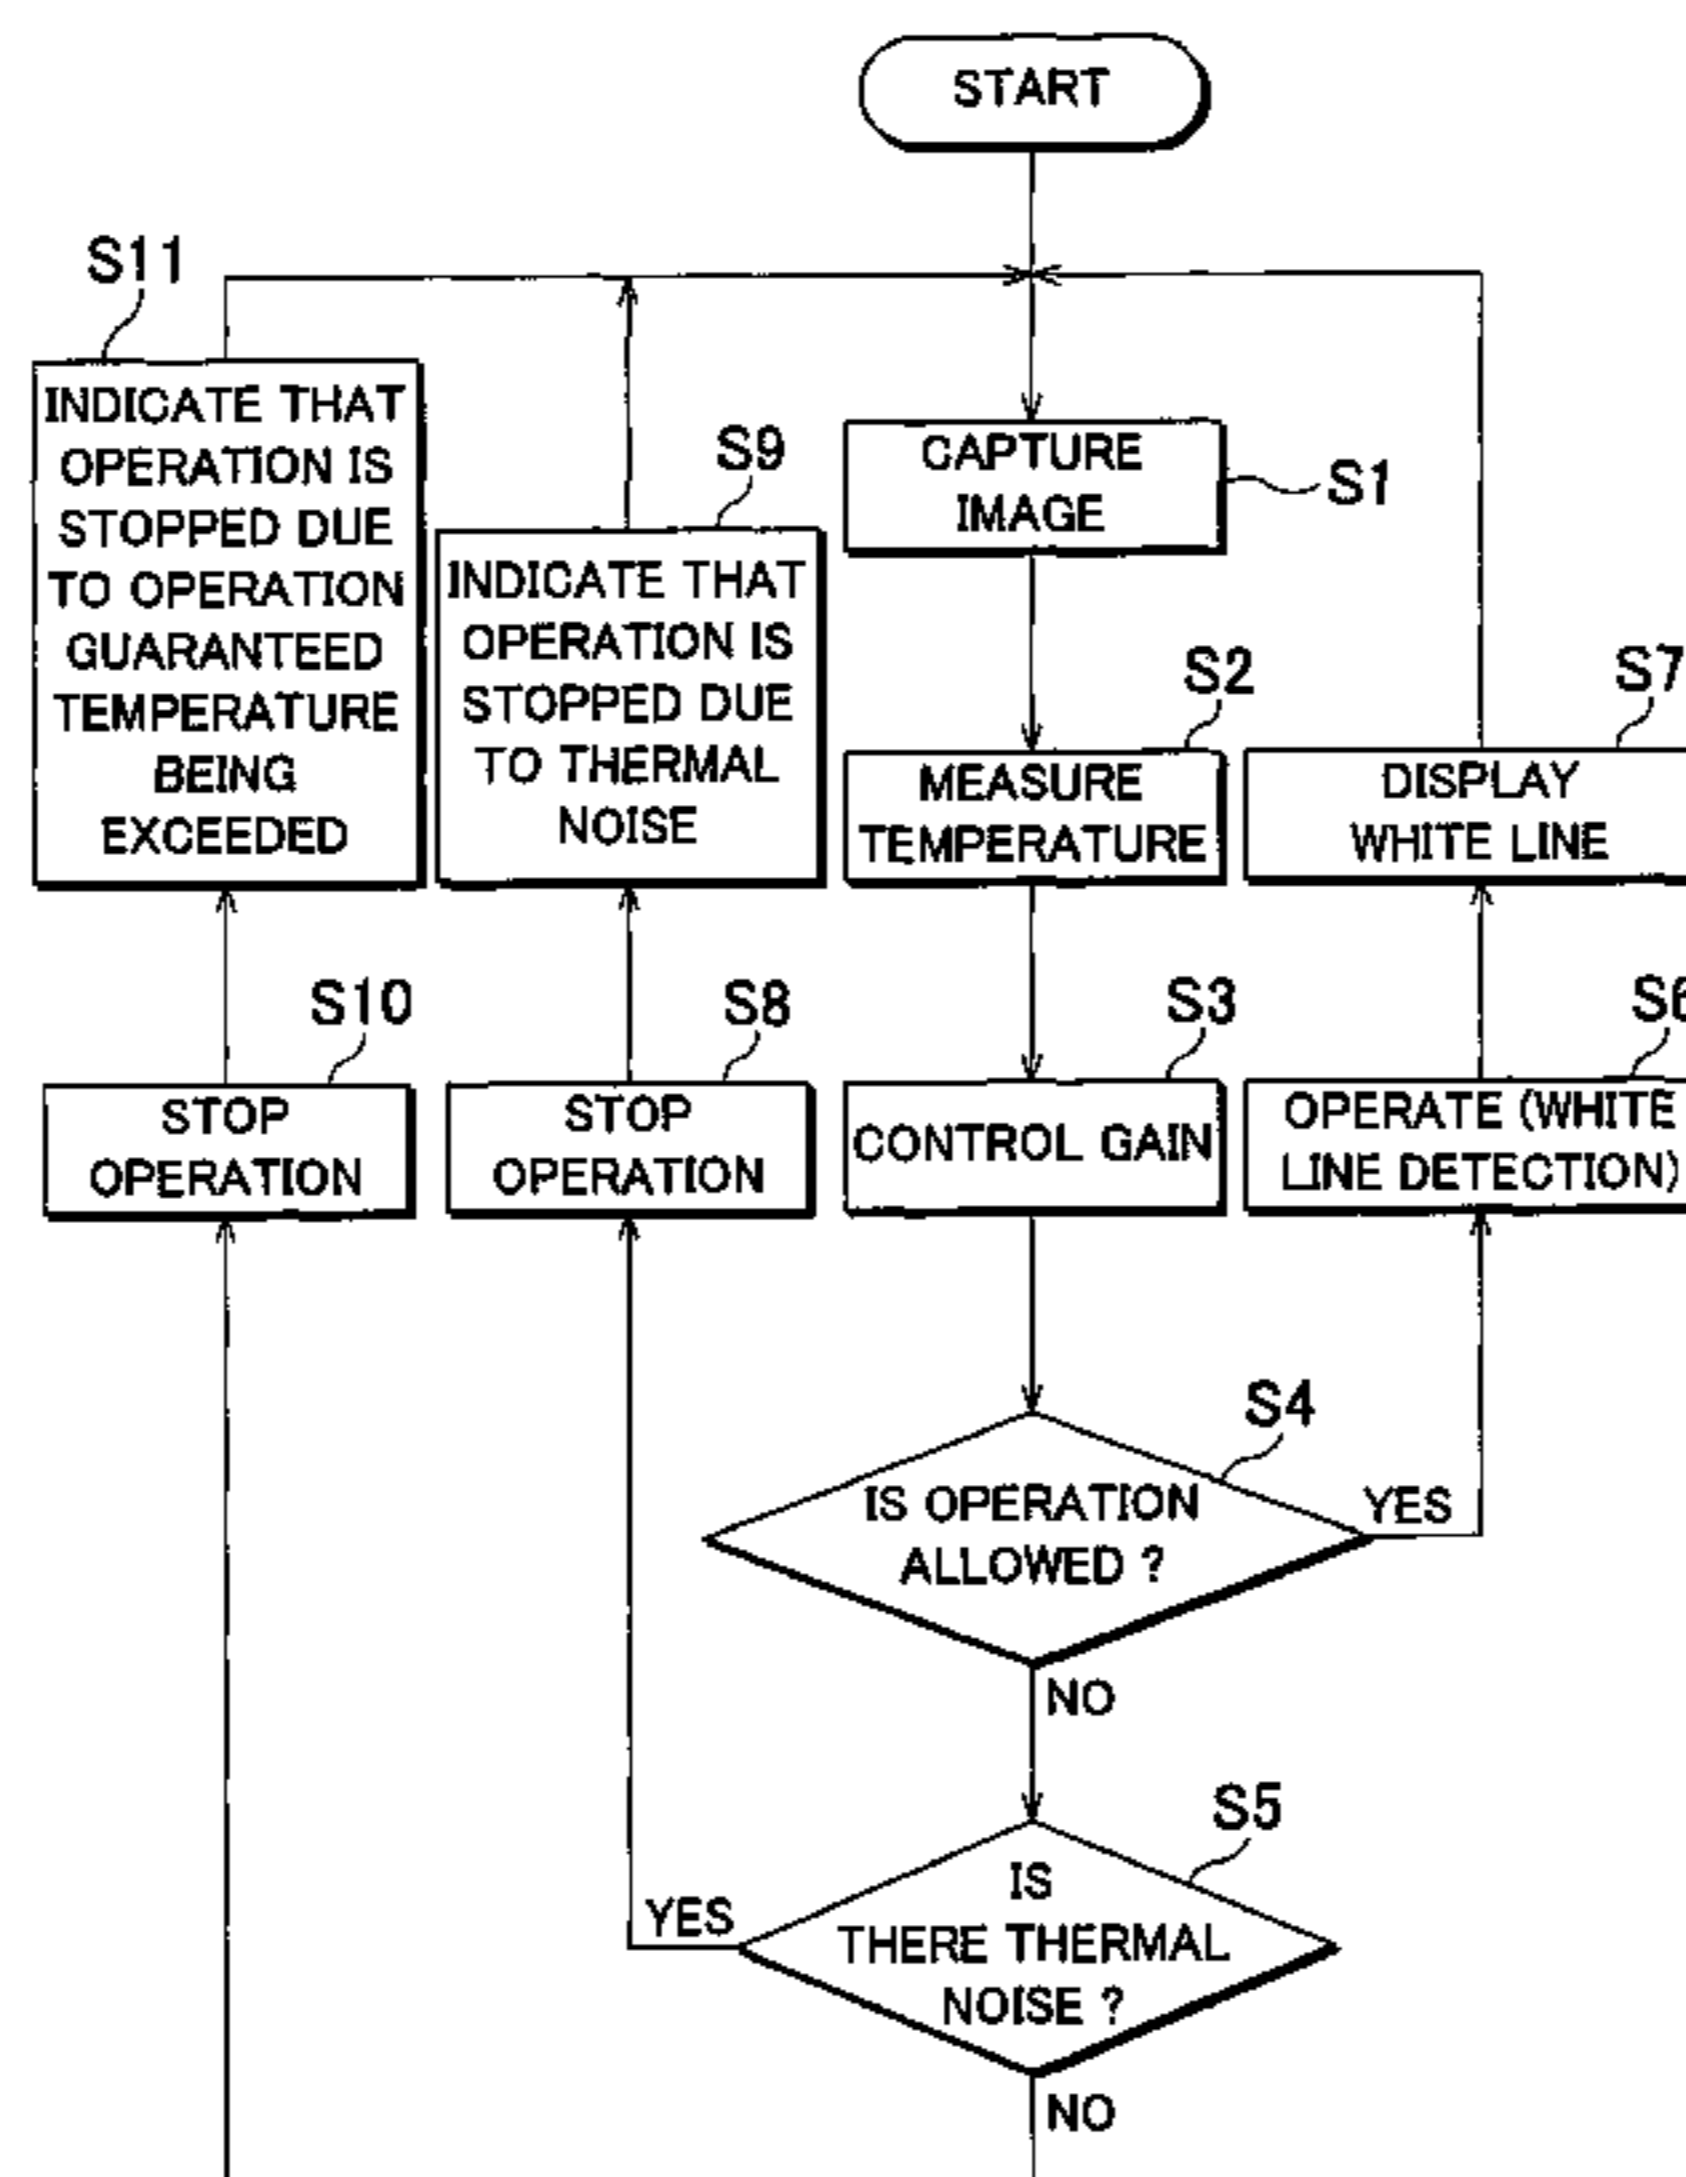 START
S11
INDICATE THAT
OPERATION IS
STOPPED DUE
TO OPERATION
GUARANTEED
TEMPERATURE
BEING
EXCEEDED
S9
INDICATE THAT
OPERATION IS
STOPPED DUE
TO THERMAL
NOISE
CAPTURE
IMAGE
S1
S2
MEASURE
TEMPERATURE
S7
DISPLAY
WHITE LINE
S10
STOP
OPERATION
S8
STOP
OPERATION
S3
CONTROL GAIN
S6
OPERATE (WHITE
LINE DETECTION)
S4
IS OPERATION
ALLOWED ?
YES
NO
S5
IS
THERE THERMAL
NOISE ?
YES
NO